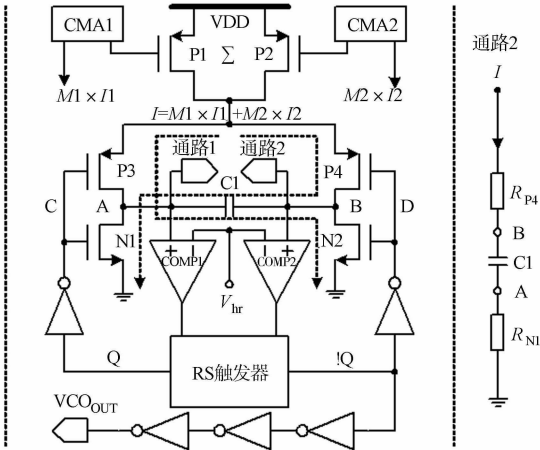 CMA1 VDD CMA2
P1 Σ P2
M1×I1 M2×I2
I=M1×I1+M2×I2
通路1 通路2
P3 P4
C1
C A B D
N1 N2
+ − − +
COMP1 COMP2
Vhr
Q RS触发器 !Q
VCOOUT
通路2
I
RP4
B
C1
A
RN1